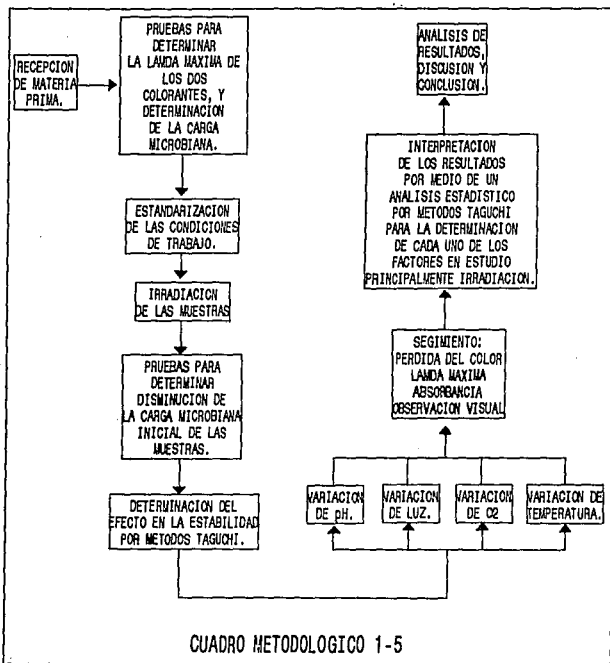 RECEPCION
DE MATERIA
PRIMA.
PRUEBAS PARA
DETERMINAR
LA LAMDA MAXIMA DE
LOS DOS
COLORANTES, Y
DETERMINACION
DE LA CARGA
MICROBIANA.
ESTANDARIZACION
DE LAS CONDICIONES
DE TRABAJO.
IRRADIACION
DE LAS MUESTRAS
PRUEBAS PARA
DETERMINAR
DISMINUCION DE
LA CARGA MICROBIANA
INICIAL DE LAS
MUESTRAS.
DETERMINACION DEL
EFECTO EN LA ESTABILIDAD
POR METODOS TAGUCHI.
VARIACION
DE pH.
VARIACION
DE LUZ.
VARIACION
DE O2
VARIACION DE
TEMPERATURA.
SEGIMIENTO:
PERDIDA DEL COLOR
LAMDA MAXIMA
ABSORBANCIA
OBSERVACION VISUAL
INTERPRETACION
DE LOS RESULTADOS
POR MEDIO DE UN
ANALISIS ESTADISTICO
POR METODOS TAGUCHI
PARA LA DETERMINACION
DE CADA UNO DE LOS
FACTORES EN ESTUDIO
PRINCIPALMENTE IRRADIACION.
ANALISIS DE
RESULTADOS,
DISCUSION Y
CONCLUSION.
CUADRO METODOLOGICO 1-5